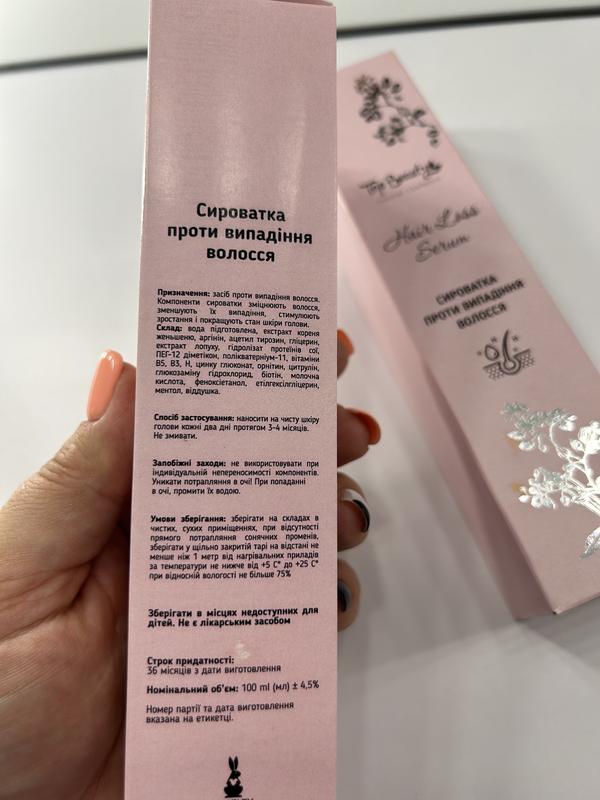 Сироватка
проти випадіння
волосся
Призначення: засіб проти випадіння волосся.
Компоненти сироватки зміцнюють волосся,
зменшують їх випадіння, стимулюють
зростання і покращують стан шкіри голови.
Склад: вода підготовлена, екстракт кореня
женьшеню, аргінін, ацетил тирозин, гліцерин,
екстракт лопуху, гідролізат протеїнів сої,
ПЕГ-12 діметікон, полікватерніум-11, вітаміни
В5, В3, Н, цинку глюконат, орнітин, цитрулін,
глюкозаміну гідрохлорид, біотин, молочна
кислота, феноксіетанол, етілгексілгліцерин,
ментол, віддушка.
Спосіб застосування: наносити на чисту шкіру
голови кожні два дні протягом 3-4 місяців.
Не змивати.
Запобіжні заходи: не використовувати при
індивідуальній непереносимості компонентів.
Уникати потрапляння в очі! При попаданні
в очі, промити їх водою.
Умови зберігання: зберігати на складах в
чистих, сухих приміщеннях, при відсутності
прямого потрапляння сонячних променів,
зберігати у щільно закритій тарі на відстані не
менше ніж 1 метр від нагрівальних приладів
за температури не нижче від +5 С° до +25 С°
при відносній вологості не більше 75%
Зберігати в місцях недоступних для
дітей. Не є лікарським засобом
Строк придатності:
36 місяців з дати виготовлення
Номінальний об'єм: 100 ml (мл) ± 4,5%
Номер партії та дата виготовлення
вказана на етикетці.
Top Beauty
Hair Loss
Serum
СИРОВАТКА
ПРОТИ ВИПАДІННЯ
ВОЛОССЯ